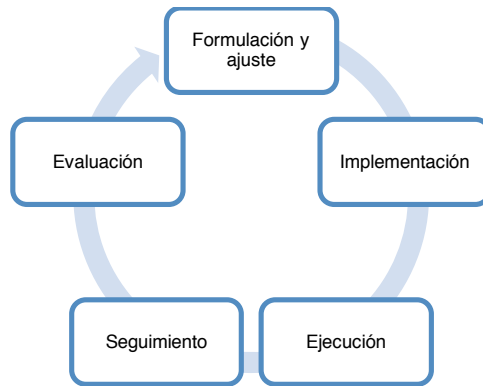 Formulación y
ajuste
Implementación
Ejecución
Seguimiento
Evaluación